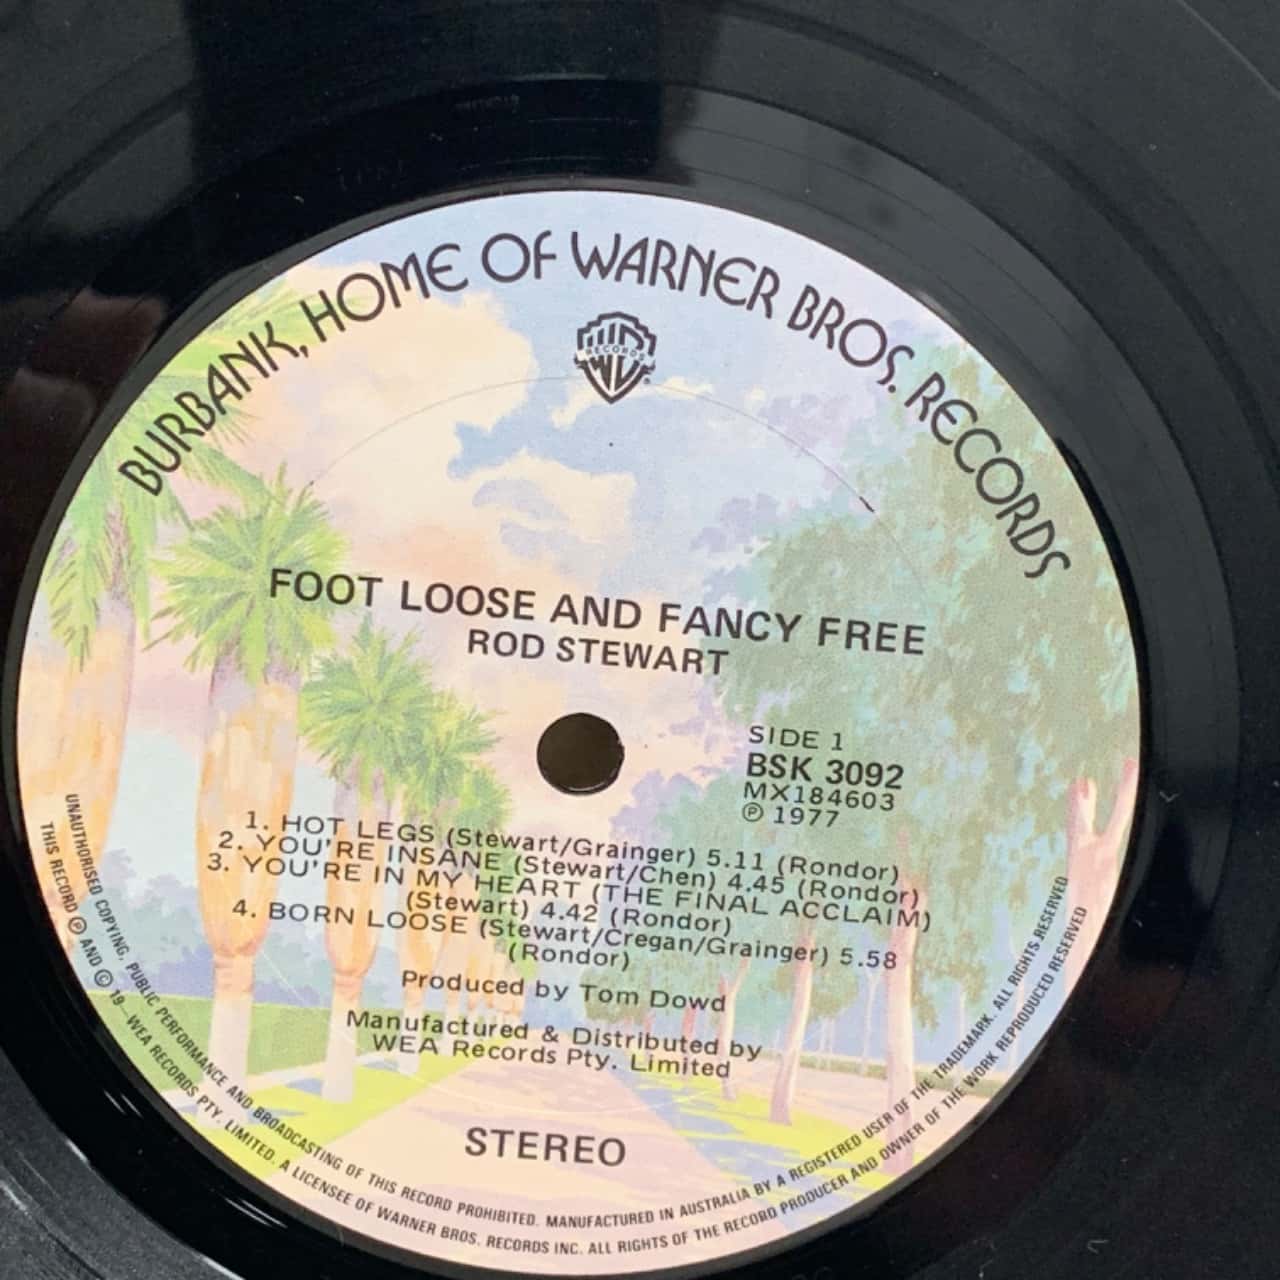 BURBANK, HOME OF WARNER BROS. RECORDS
RECORDS
FOOT LOOSE AND FANCY FREE
ROD STEWART
SIDE 1
BSK 3092
MX184603
℗ 1977
1. HOT LEGS (Stewart/Grainger) 5.11 (Rondor)
2. YOU'RE INSANE (Stewart/Chen) 4.45 (Rondor)
3. YOU'RE IN MY HEART (THE FINAL ACCLAIM)
(Stewart) 4.42 (Rondor)
4. BORN LOOSE (Stewart/Cregan/Grainger) 5.58
(Rondor)
Produced by Tom Dowd
Manufactured & Distributed by
WEA Records Pty. Limited
STEREO
UNAUTHORISED COPYING, PUBLIC PERFORMANCE AND BROADCASTING OF THIS RECORD PROHIBITED. MANUFACTURED IN AUSTRALIA BY A REGISTERED USER OF THE TRADEMARK. ALL RIGHTS RESERVED
THIS RECORD ℗ AND © 19—WEA RECORDS PTY. LIMITED. A LICENSEE OF WARNER BROS. RECORDS INC. ALL RIGHTS OF THE RECORD PRODUCER AND OWNER OF THE WORK REPRODUCED RESERVED